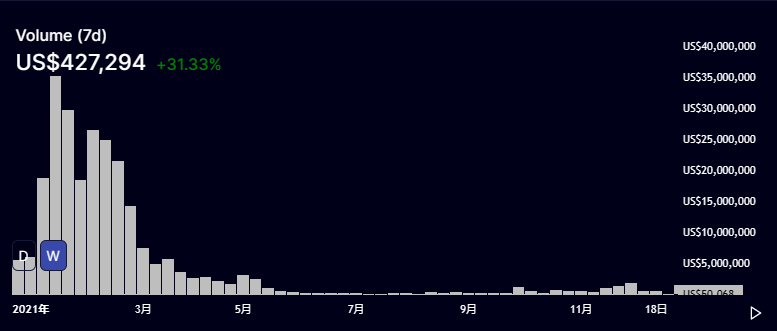 Volume (7d)
US$427,294 +31.33%
US$40,000,000
US$35,000,000
US$30,000,000
US$25,000,000
US$20,000,000
US$15,000,000
US$10,000,000
US$5,000,000
US$50,068
D W
2021年 3月 5月 7月 9月 11月 18日